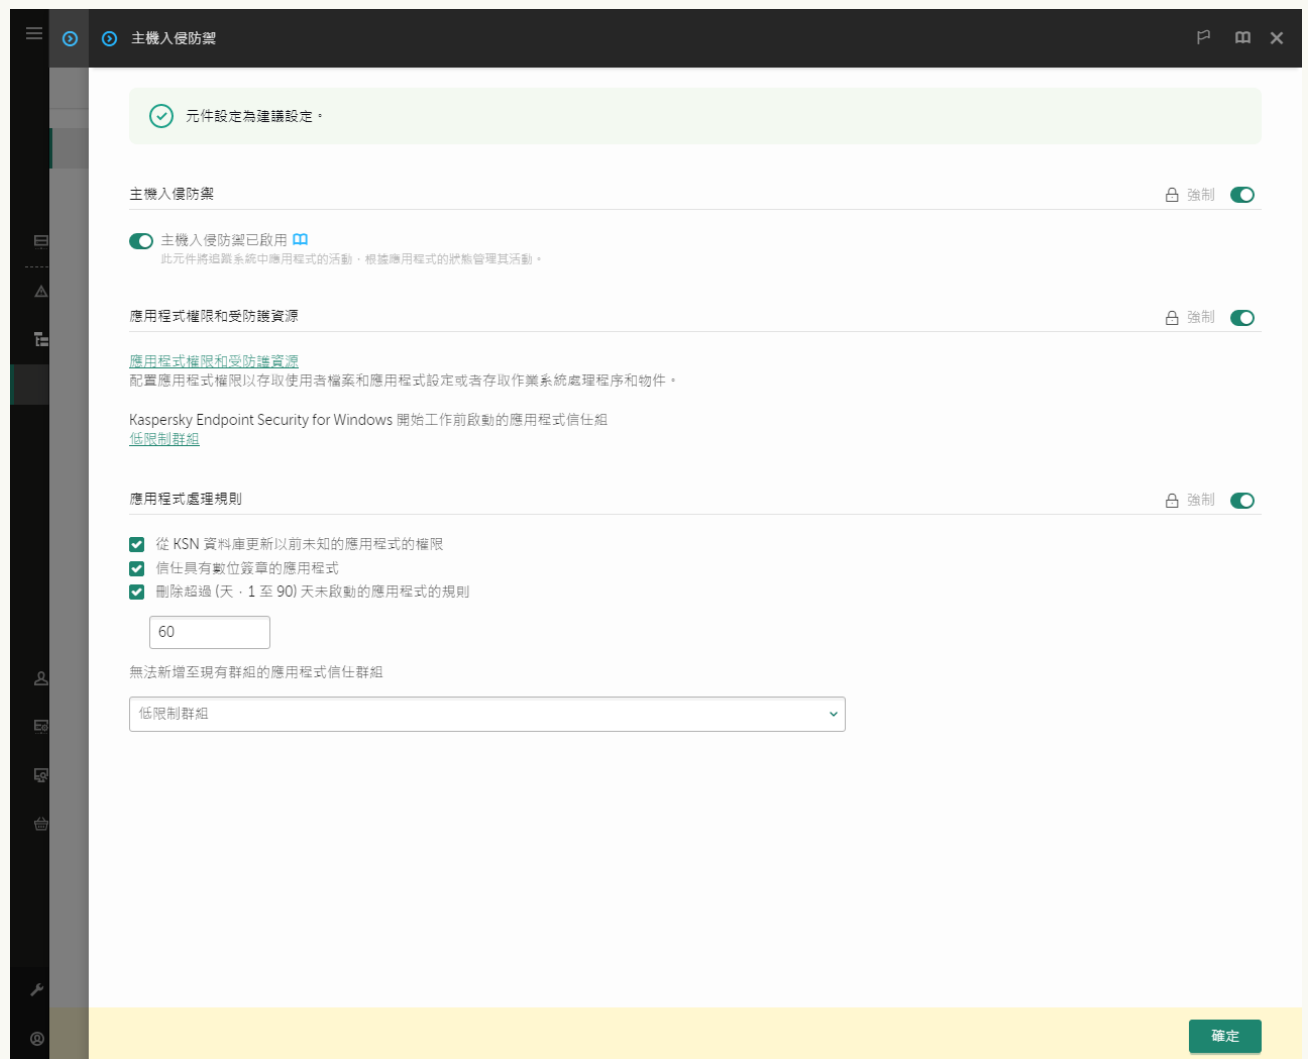 主機入侵防禦
元件設定為建議設定。
主機入侵防禦
強制
主機入侵防禦已啟用
此元件將追蹤系統中應用程式的活動，根據應用程式的狀態管理其活動。
應用程式權限和受防護資源
強制
應用程式權限和受防護資源
配置應用程式權限以存取使用者檔案和應用程式設定或者存取作業系統處理程序和物件。
Kaspersky Endpoint Security for Windows 開始工作前啟動的應用程式信任組
低限制群組
應用程式處理規則
強制
從 KSN 資料庫更新以前未知的應用程式的權限
信任具有數位簽章的應用程式
刪除超過 (天，1 至 90) 天未啟動的應用程式的規則
60
無法新增至現有群組的應用程式信任群組
低限制群組
確定